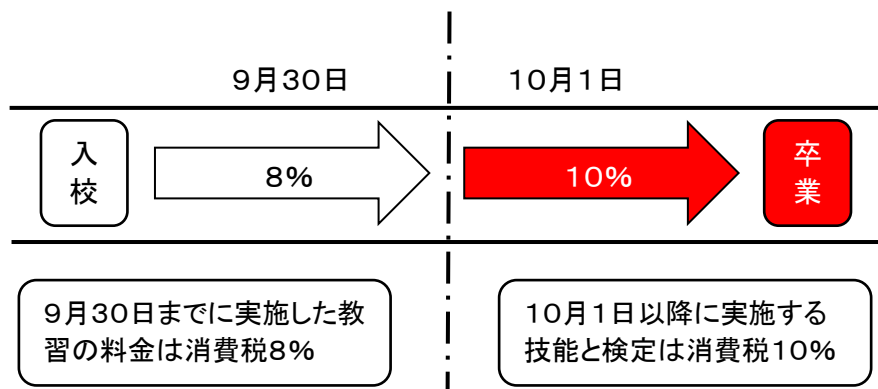 ９月３０日
１０月１日
入
校
８％
１０％
卒
業
９月３０日までに実施した教
習の料金は消費税８％
１０月１日以降に実施する
技能と検定は消費税１０％